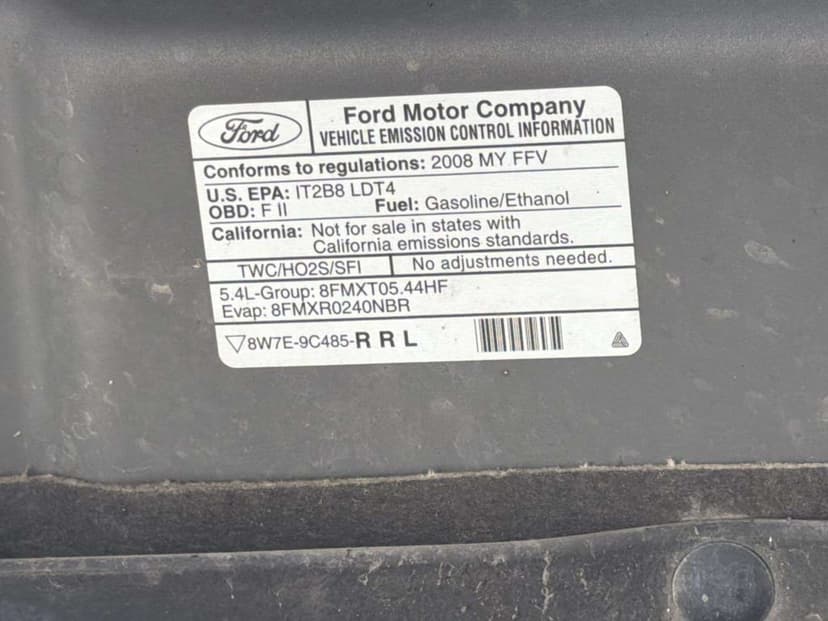 Ford
Ford Motor Company
VEHICLE EMISSION CONTROL INFORMATION
Conforms to regulations: 2008 MY FFV
U.S. EPA: IT2B8 LDT4
OBD: F II Fuel: Gasoline/Ethanol
California: Not for sale in states with
California emissions standards.
TWC/HO2S/SFI No adjustments needed.
5.4L-Group: 8FMXT05.44HF
Evap: 8FMXR0240NBR
8W7E-9C485-R R L